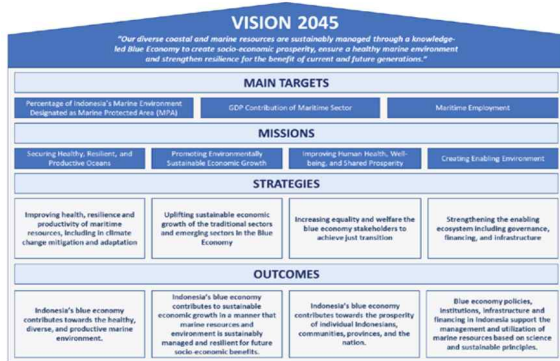 VISION 2045
"Our diverse coastal and marine resources are sustainably managed through a knowledge-
led Blue Economy to create socio-economic prosperity, ensure a healthy marine environment
and strengthen resilience for the benefit of current and future generations."
MAIN TARGETS
Percentage of Indonesia's Marine Environment
Designated as Marine Protected Area (MPA)
GDP Contribution of Maritime Sector
Maritime Employment
MISSIONS
Securing Healthy, Resilient, and
Productive Oceans
Promoting Environmentally
Sustainable Economic Growth
Improving Human Health, Well-
being, and Shared Prosperity
Creating Enabling Environment
STRATEGIES
Improving health, resilience and
productivity of maritime
resources, including in climate
change mitigation and adaptation
Uplifting sustainable economic
growth of the traditional sectors
and emerging sectors in the Blue
Economy
Increasing equality and welfare the
blue economy stakeholders to
achieve just transition
Strengthening the enabling
ecosystem including governance,
financing, and infrastructure
OUTCOMES
Indonesia's blue economy
contributes towards the healthy,
diverse, and productive marine
environment.
Indonesia's blue economy
contributes to sustainable
economic growth in a manner that
marine resources and
environment is sustainably
managed and resilient for future
socio-economic benefits.
Indonesia's blue economy
contributes towards the prosperity
of individual Indonesians,
communities, provinces, and the
nation.
Blue economy policies,
institutions, infrastructure and
financing in Indonesia support the
management and utilization of
marine resources based on science
and sustainable principles.